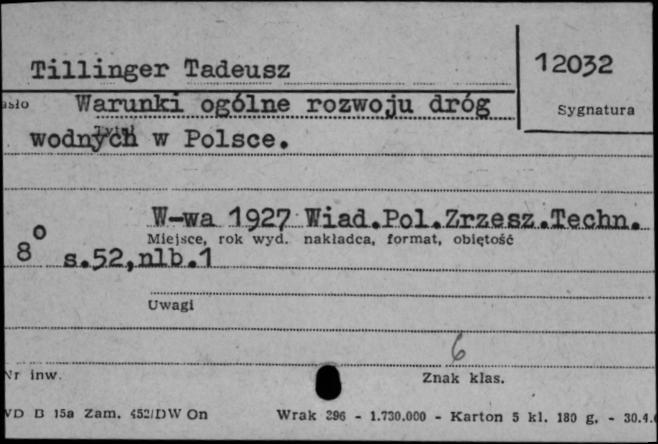 Tillinger Tadeusz
12032
Sygnatura
Warunki ogólne rozwoju dróg
wodnych w Polsce.
W-wa 1927 Wiad.Pol.Zrzesz.Techn.
Miejsce, rok wyd. nakładca, format, objętość
8° s.52,nlb.1
Uwagi
6
Nr inw.
Znak klas.
Zam. 452/DW On Wrak 296 - 1.730.000 - Karton 5 kl. 180 g. - 30.4.